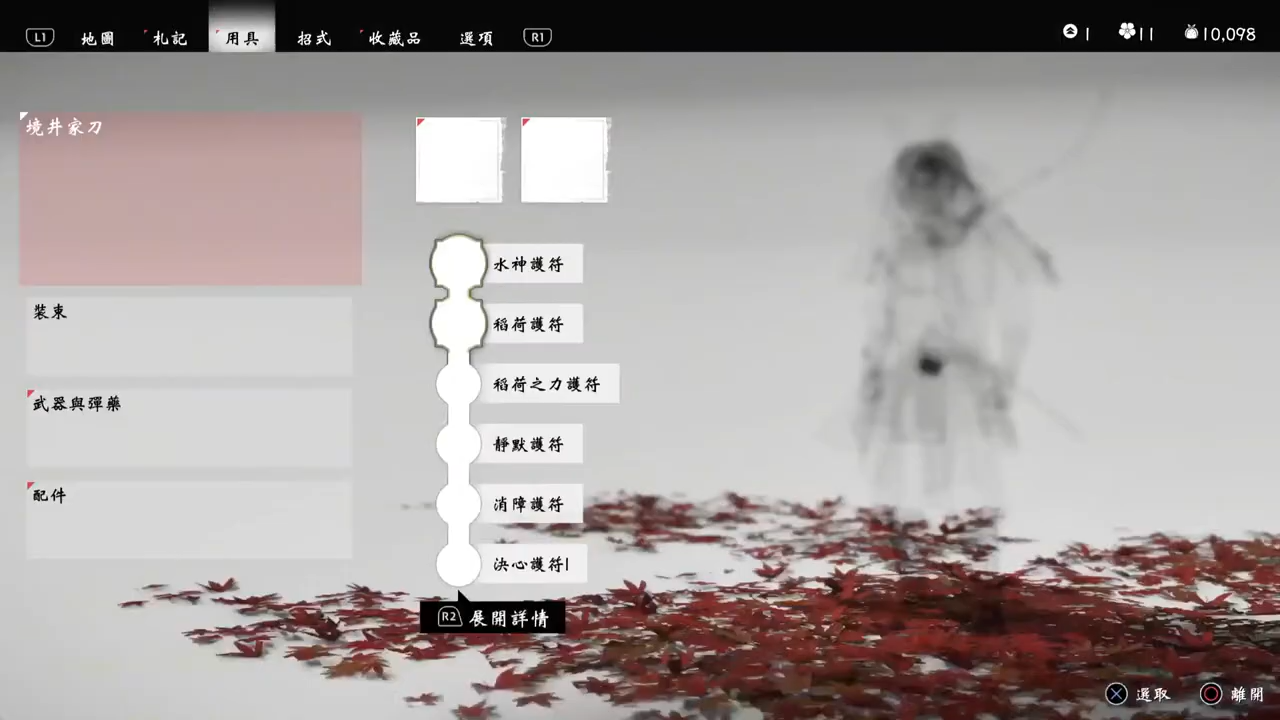 L1 地圖 札記 用具 招式 收藏品 選項 R1 1 11 10,098
境井家刀
裝束
武器與彈藥
配件
水神護符
稻荷護符
稻荷之力護符
靜默護符
消障護符
決心護符I
R2 展開詳情
選取 離開